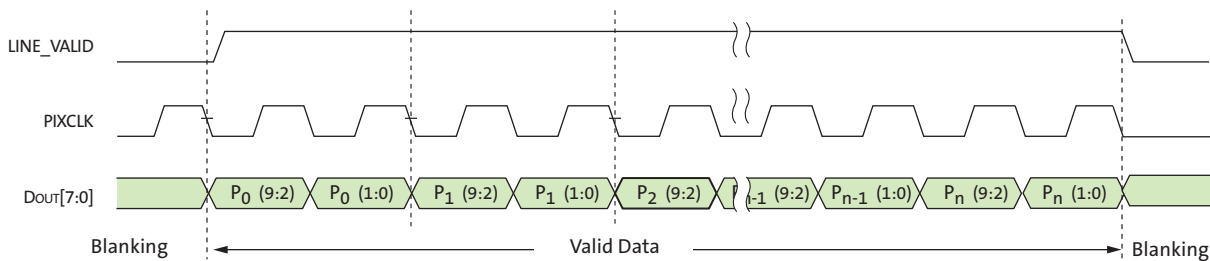 LINE_VALID
PIXCLK
DOUT[7:0]
P0 (9:2) P0 (1:0) P1 (9:2) P1 (1:0) P2 (9:2) Pn-1 (9:2) Pn-1 (1:0) Pn (9:2) Pn (1:0)
Blanking Valid Data Blanking